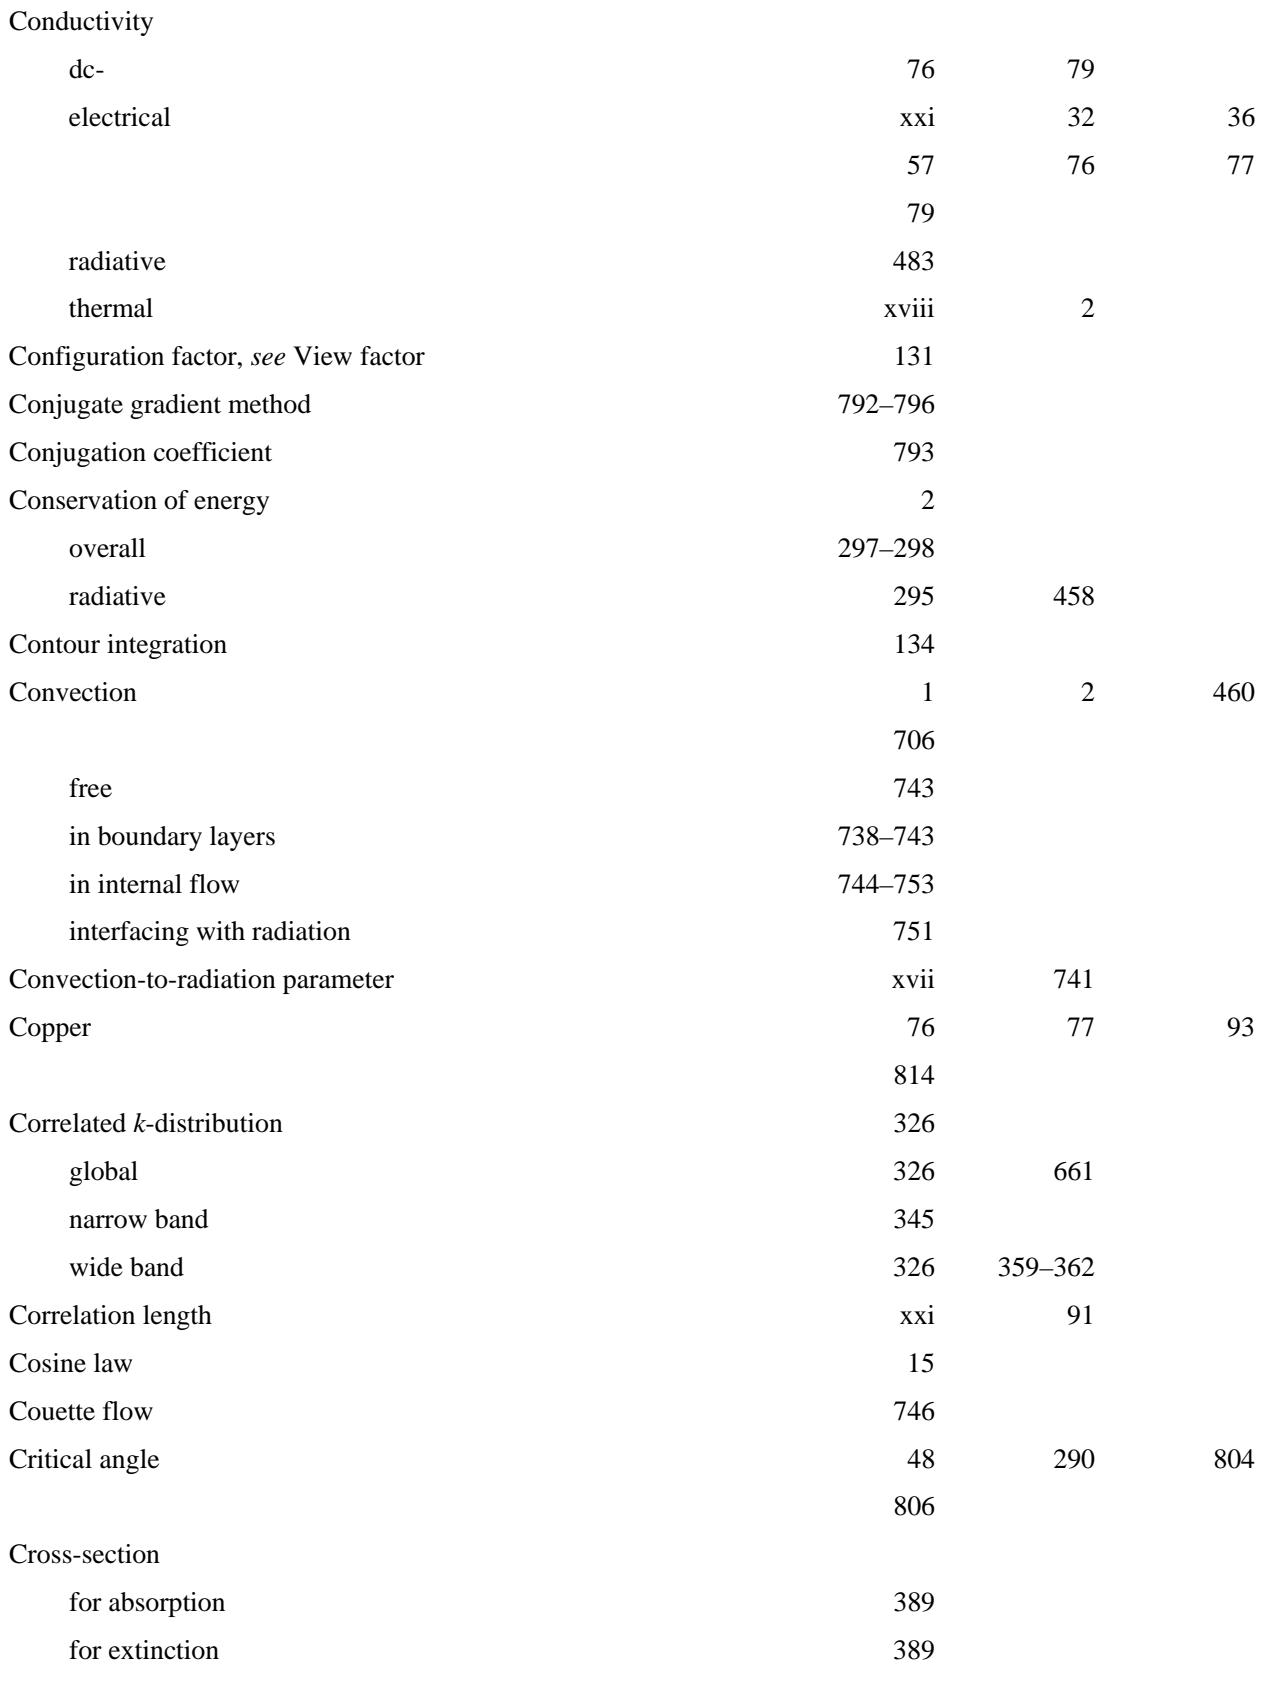 Conductivity
dc- 76 79
electrical xxi 32 36
57 76 77
79
radiative 483
thermal xviii 2
Configuration factor, see View factor 131
Conjugate gradient method 792–796
Conjugation coefficient 793
Conservation of energy 2
overall 297–298
radiative 295 458
Contour integration 134
Convection 1 2 460
706
free 743
in boundary layers 738–743
in internal flow 744–753
interfacing with radiation 751
Convection-to-radiation parameter xvii 741
Copper 76 77 93
814
Correlated k-distribution 326
global 326 661
narrow band 345
wide band 326 359–362
Correlation length xxi 91
Cosine law 15
Couette flow 746
Critical angle 48 290 804
806
Cross-section
for absorption 389
for extinction 389